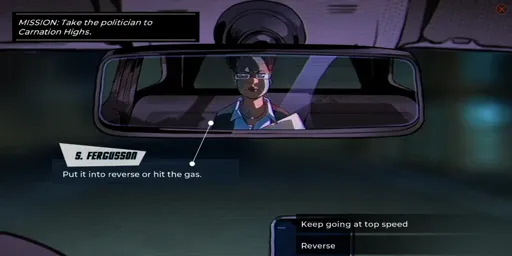 MISSION: Take the politician to
Carnation Highs.
S. FERGUSSON
Put it into reverse or hit the gas.
Keep going at top speed
Reverse